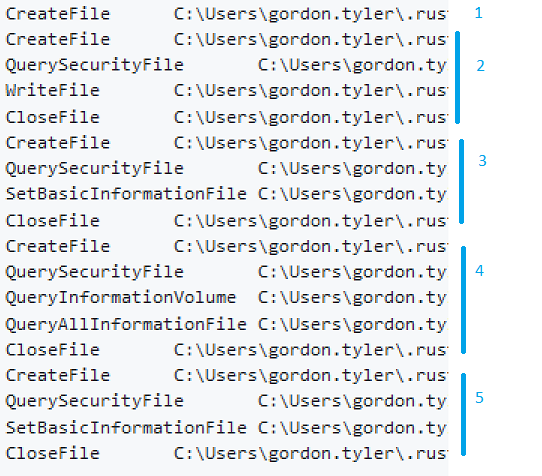 CreateFile C:\Users\gordon.tyler\.rus 1
CreateFile C:\Users\gordon.tyler\.rus
QuerySecurityFile C:\Users\gordon.ty 2
WriteFile C:\Users\gordon.tyler\.rus
CloseFile C:\Users\gordon.tyler\.rus
CreateFile C:\Users\gordon.tyler\.rus
QuerySecurityFile C:\Users\gordon.ty 3
SetBasicInformationFile C:\Users\gordon.ty
CloseFile C:\Users\gordon.tyler\.rus
CreateFile C:\Users\gordon.tyler\.rus
QuerySecurityFile C:\Users\gordon.ty 4
QueryInformationVolume C:\Users\gordon.ty
QueryAllInformationFile C:\Users\gordon.ty
CloseFile C:\Users\gordon.tyler\.rus
CreateFile C:\Users\gordon.tyler\.rus
QuerySecurityFile C:\Users\gordon.ty 5
SetBasicInformationFile C:\Users\gordon.ty
CloseFile C:\Users\gordon.tyler\.rus